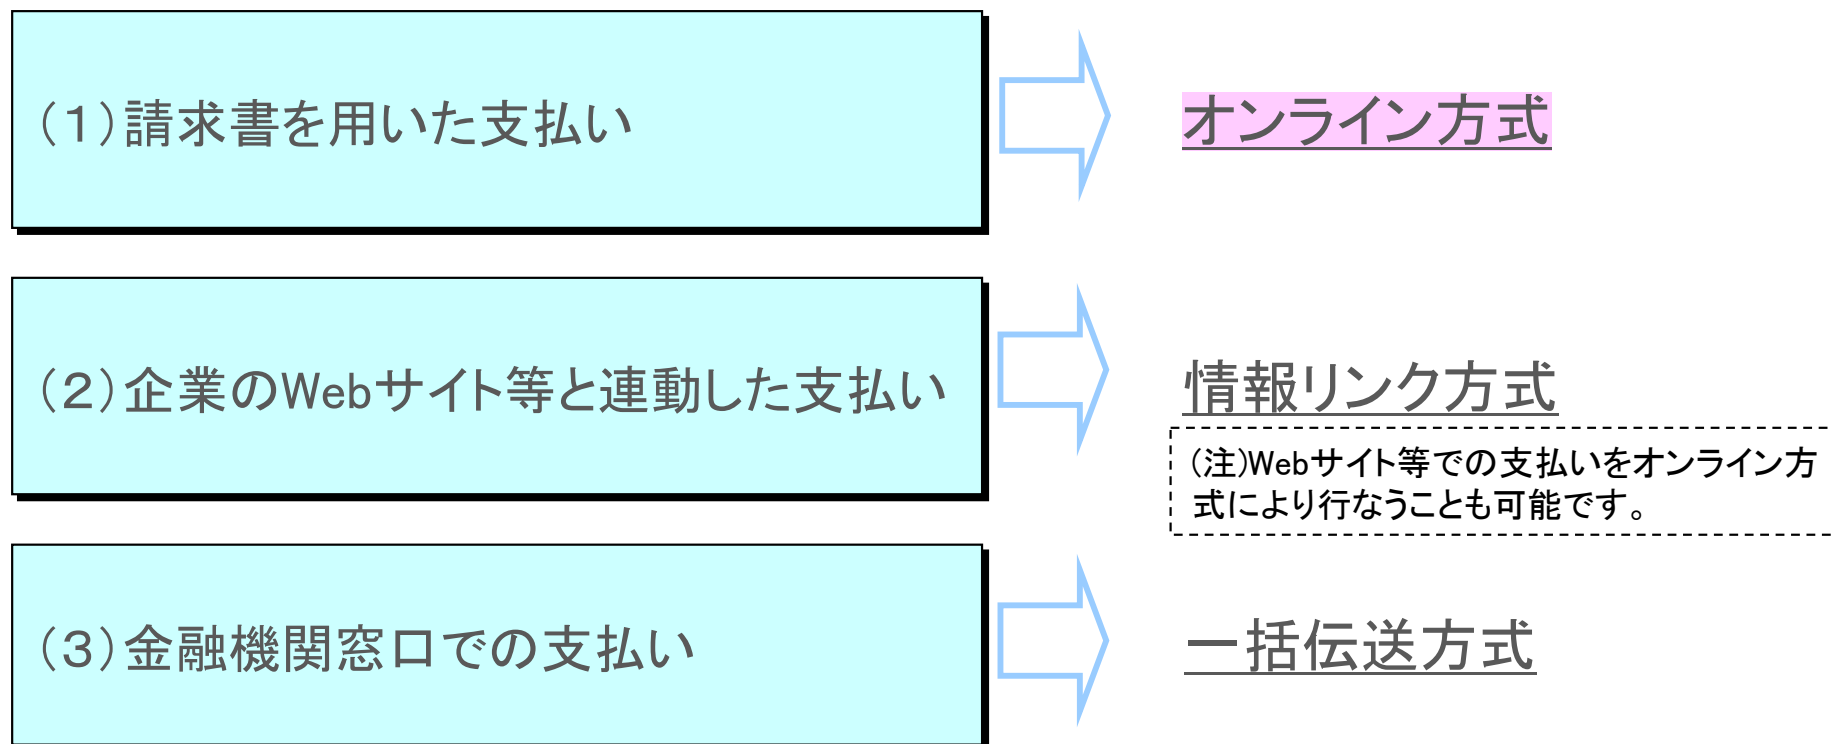 （１）請求書を用いた支払い
オンライン方式
（２）企業のWebサイト等と連動した支払い
情報リンク方式
(注)Webサイト等での支払いをオンライン方
式により行なうことも可能です。
（３）金融機関窓口での支払い
一括伝送方式